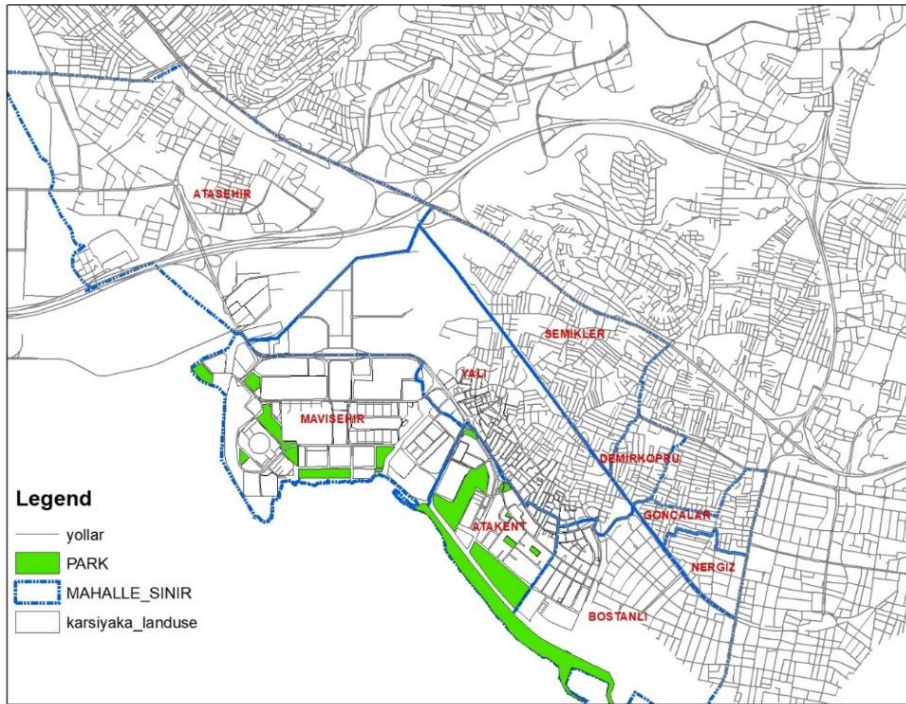 ATASEHIR
SEMIKLER
YALI
MAVISEHIR
DEMIRKOPRU
GONCALAR
ATAKENT
NERGIZ
BOSTANLI
Legend
yollar
PARK
MAHALLE_SINIR
karsiyaka_landuse